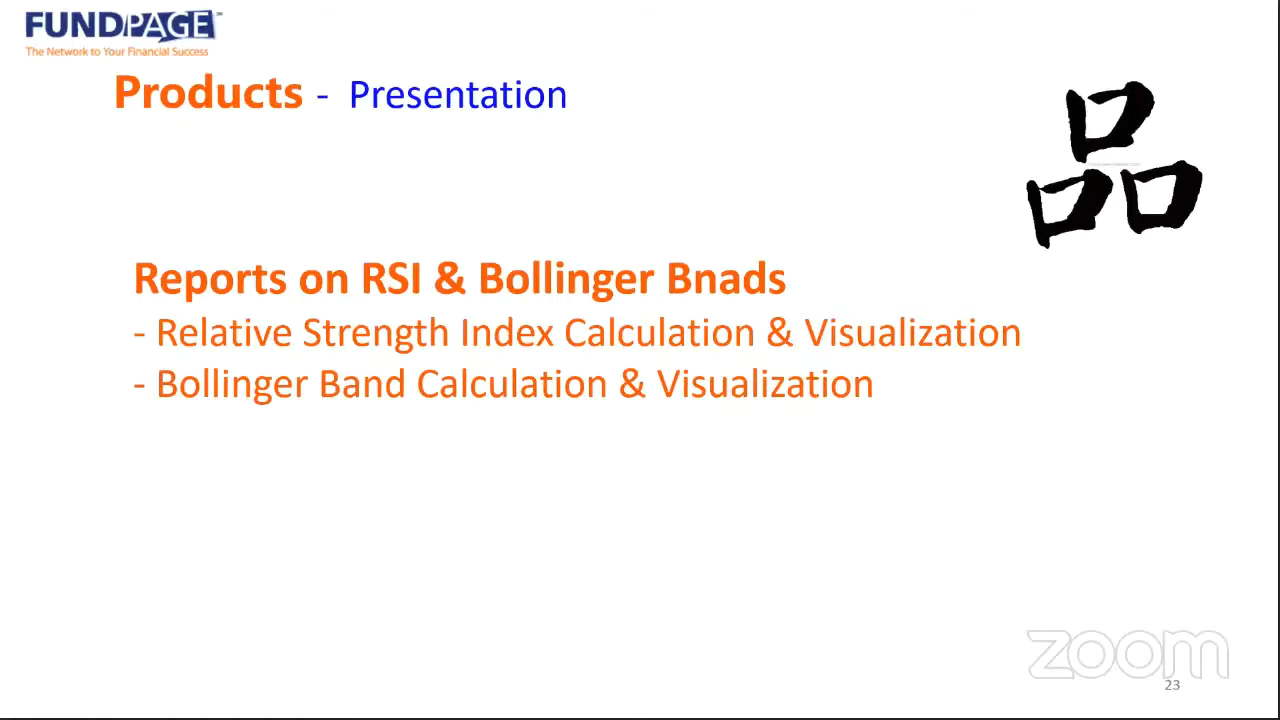 FUNDPAGE™
The Network to Your Financial Success
Products - Presentation
品
Reports on RSI & Bollinger Bnads
- Relative Strength Index Calculation & Visualization
- Bollinger Band Calculation & Visualization
zoom
23